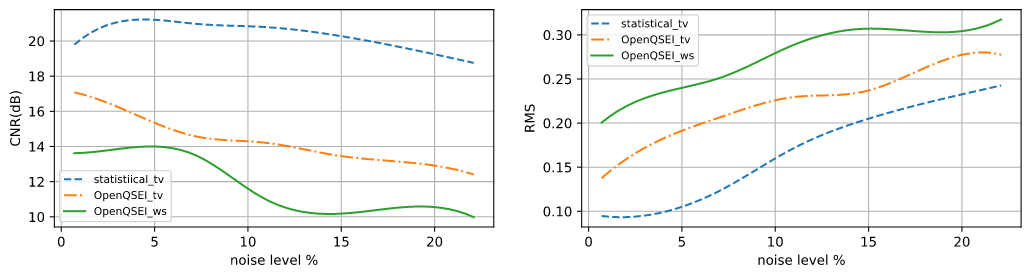 20
18
16
14
12
10
CNR(dB)
statistiical_tv
OpenQSEI_tv
OpenQSEI_ws
0
5
10
15
20
noise level %
0.30
0.25
0.20
0.15
0.10
RMS
statistical_tv
OpenQSEI_tv
OpenQSEI_ws
0
5
10
15
20
noise level %